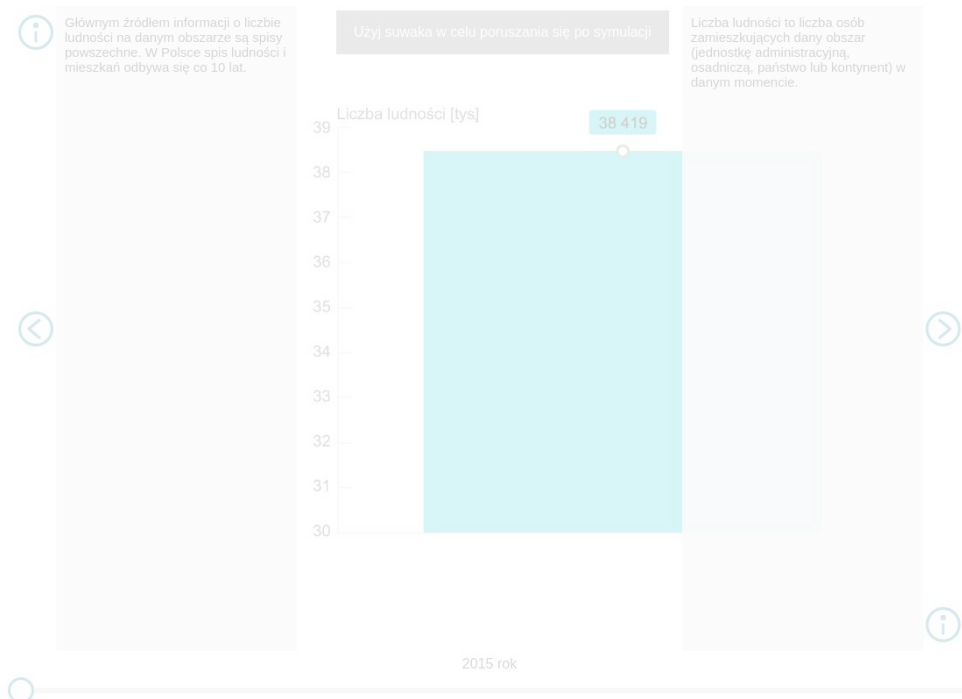 Głównym źródłem informacji o liczbie
ludności na danym obszarze są spisy
powszechne. W Polsce spis ludności i
mieszkań odbywa się co 10 lat.
Użyj suwaka w celu poruszania się po symulacji
Liczba ludności to liczba osób
zamieszkujących dany obszar
(jednostkę administracyjną,
osadniczą, państwo lub kontynent) w
danym momencie.
Liczba ludności [tys]
38 419
39
38
37
36
35
34
33
32
31
30
2015 rok